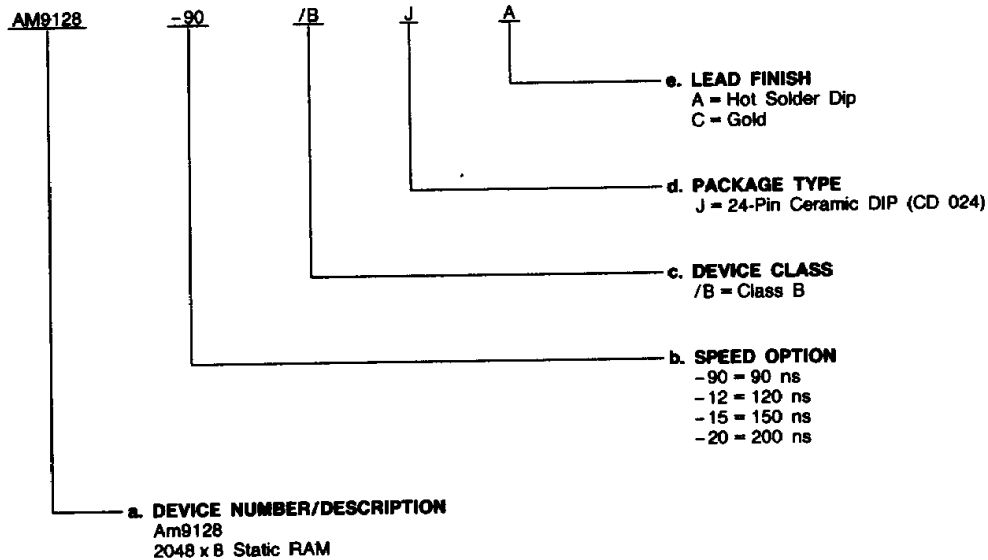 AM9128 -90 /B J A
e. LEAD FINISH
A = Hot Solder Dip
C = Gold
d. PACKAGE TYPE
J = 24-Pin Ceramic DIP (CD 024)
c. DEVICE CLASS
/B = Class B
b. SPEED OPTION
-90 = 90 ns
-12 = 120 ns
-15 = 150 ns
-20 = 200 ns
a. DEVICE NUMBER/DESCRIPTION
Am9128
2048 x 8 Static RAM